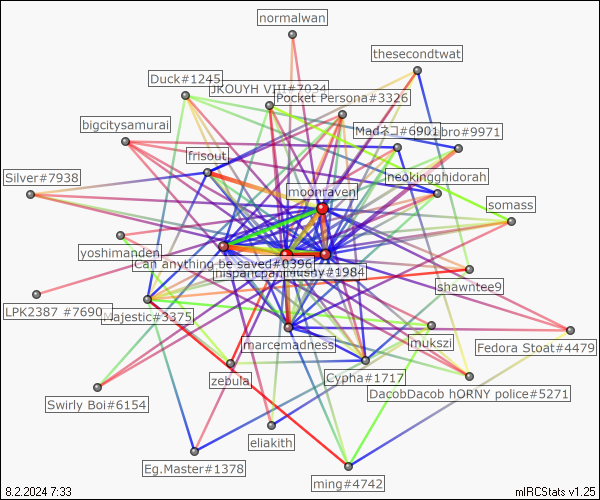 normalwan
thesecondtwat
Duck#1245
JKOUYH VIII#7034
Pocket Persona#3326
bigcitysamurai
Madネコ#6901
bro#9971
frisout
Silver#7938
neokingghidorah
moonraven
somass
yoshimanden
Can anything be saved#0396
#1984
shawntee9
LPK2387 #7690
Majestic#3375
marcemadness
mukszi
Fedora Stoat#4479
zebula
Cypha#1717
DacobDacob hORNY police#5271
Swirly Boi#6154
eliakith
Eg.Master#1378
ming#4742
8.2.2024 7:33
mIRCStats v1.25